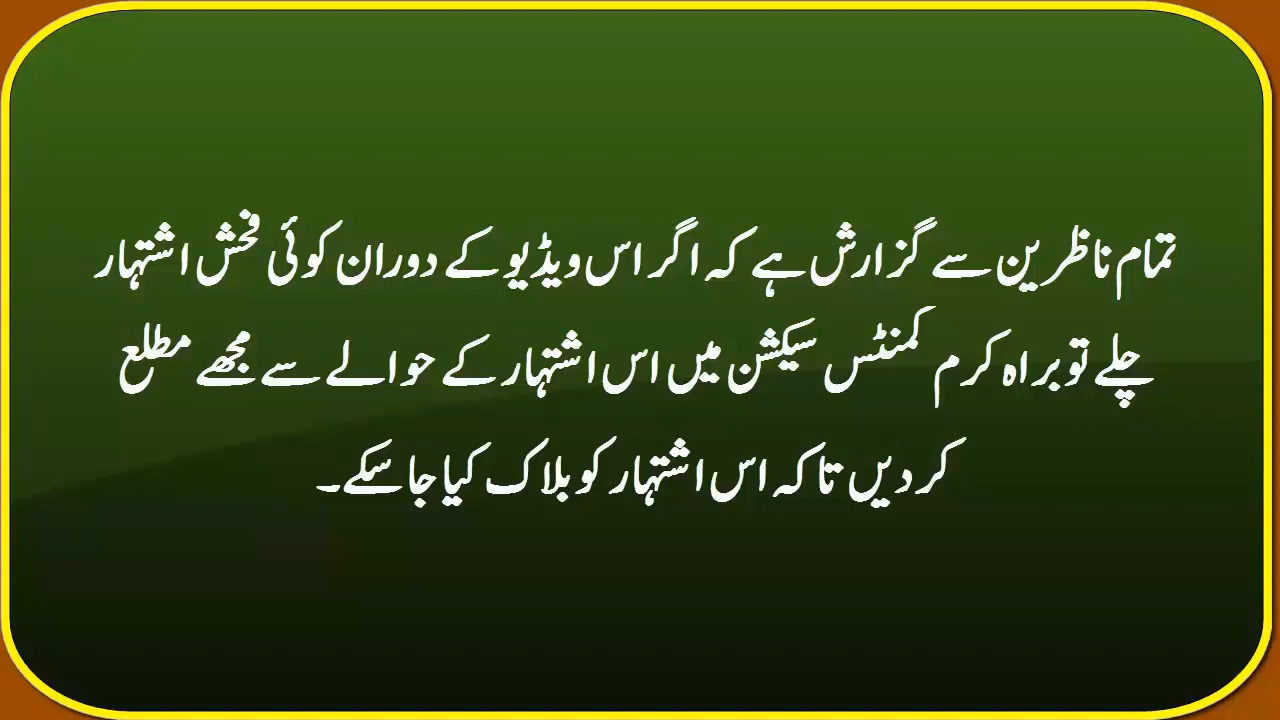 تمام ناظرین سے گزارش ہے کہ اگر اس ویڈیو کے دوران کوئی فحش اشتہار
چلے تو براہ کرم کمنٹس سیکشن میں اس اشتہار کے حوالے سے مجھے مطلع
کر دیں تاکہ اس اشتہار کو بلاک کیا جا سکے۔